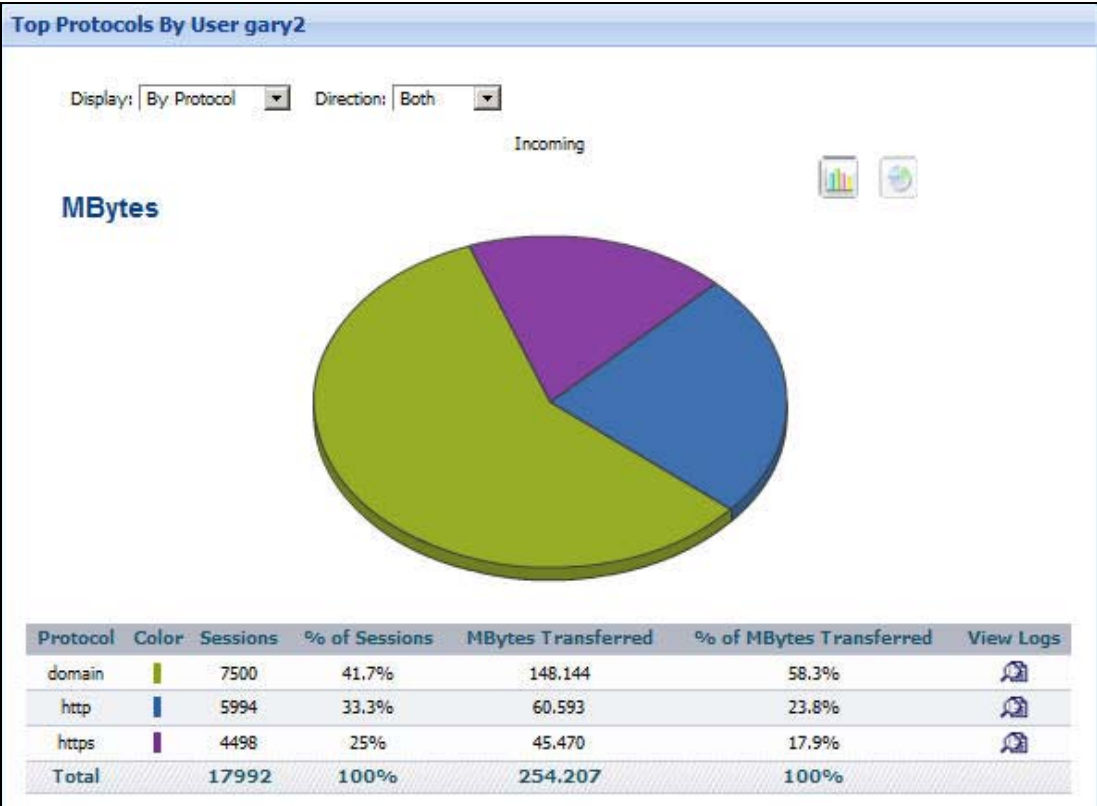 Top Protocols By User gary2
Display: By Protocol Direction: Both
Incoming
MBytes
Protocol Color Sessions % of Sessions MBytes Transferred % of MBytes Transferred View Logs
domain 7500 41.7% 148.144 58.3%
http 5994 33.3% 60.593 23.8%
https 4498 25% 45.470 17.9%
Total 17992 100% 254.207 100%